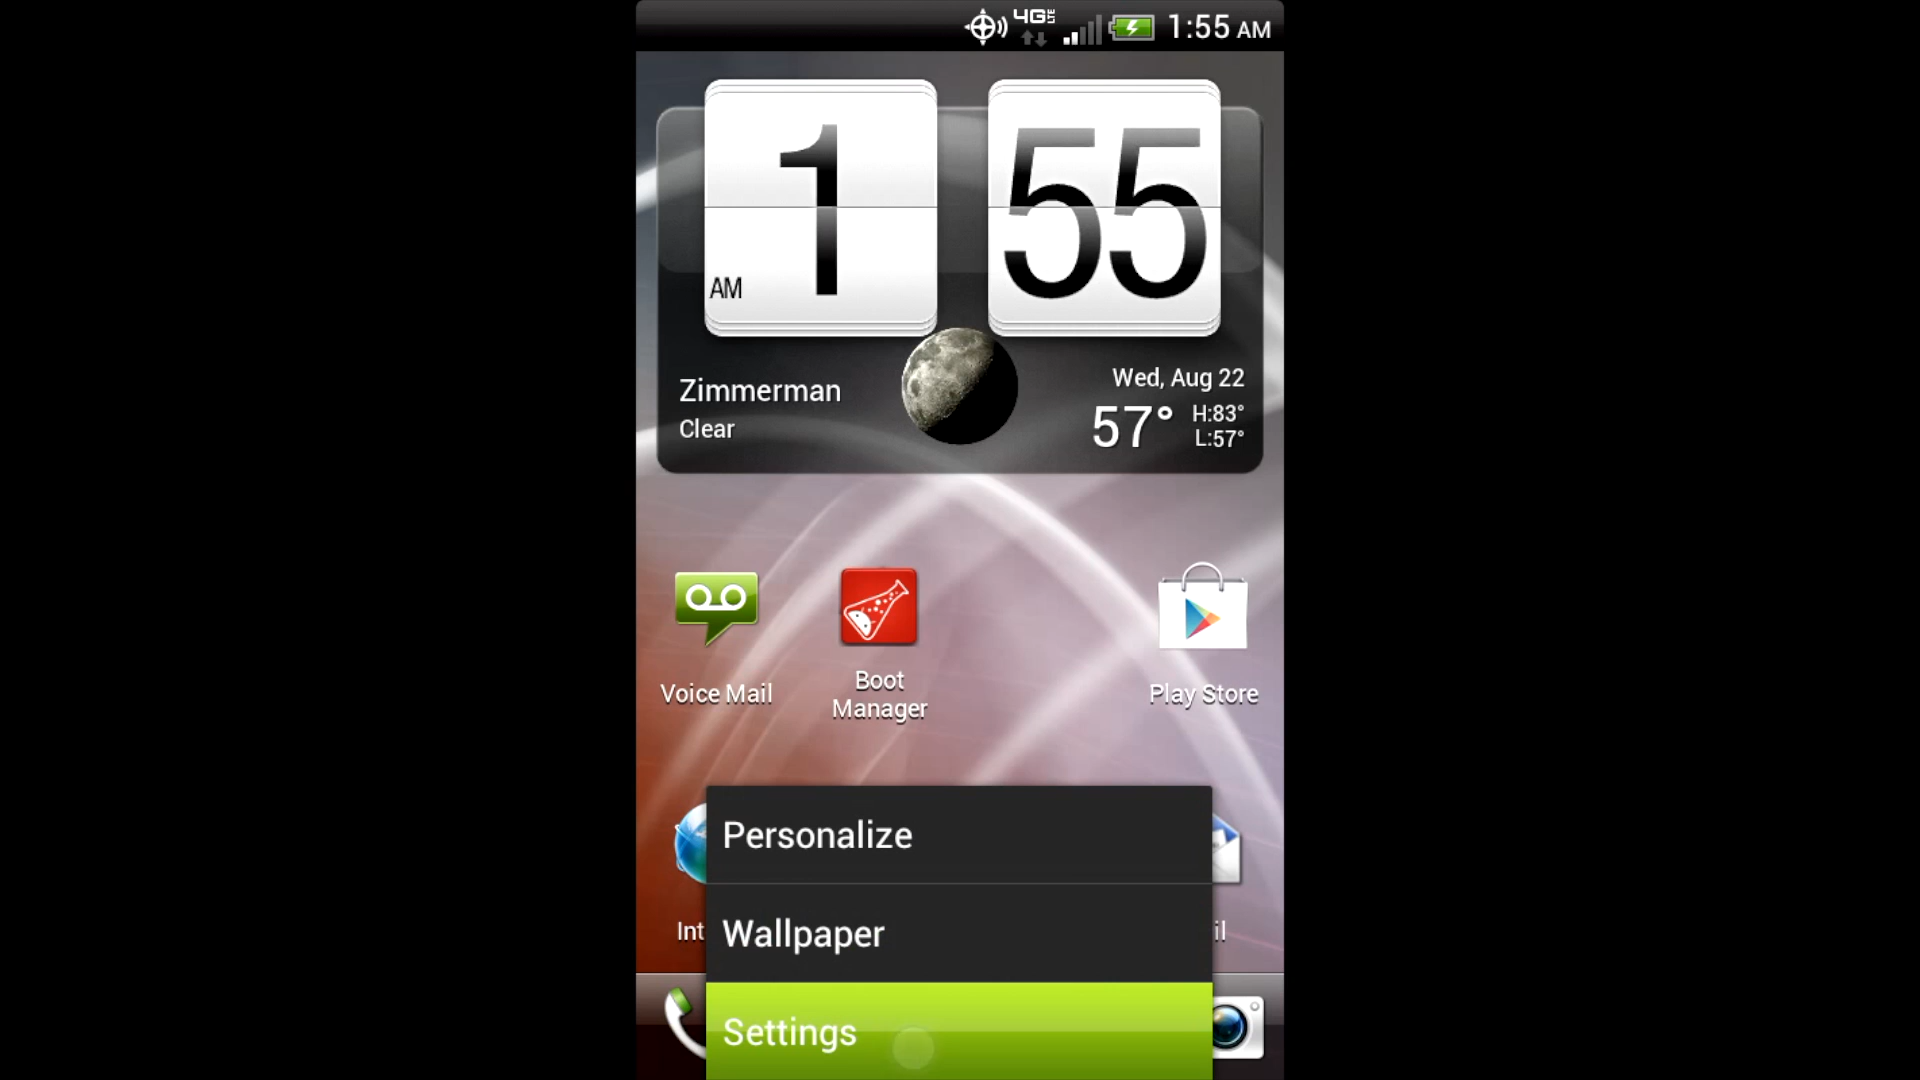 4G LTE 1:55 AM
1 55
AM
Zimmerman
Clear
Wed, Aug 22
57° H:83°
L:57°
Voice Mail
Boot
Manager
Play Store
Personalize
Wallpaper
Int
il
Settings